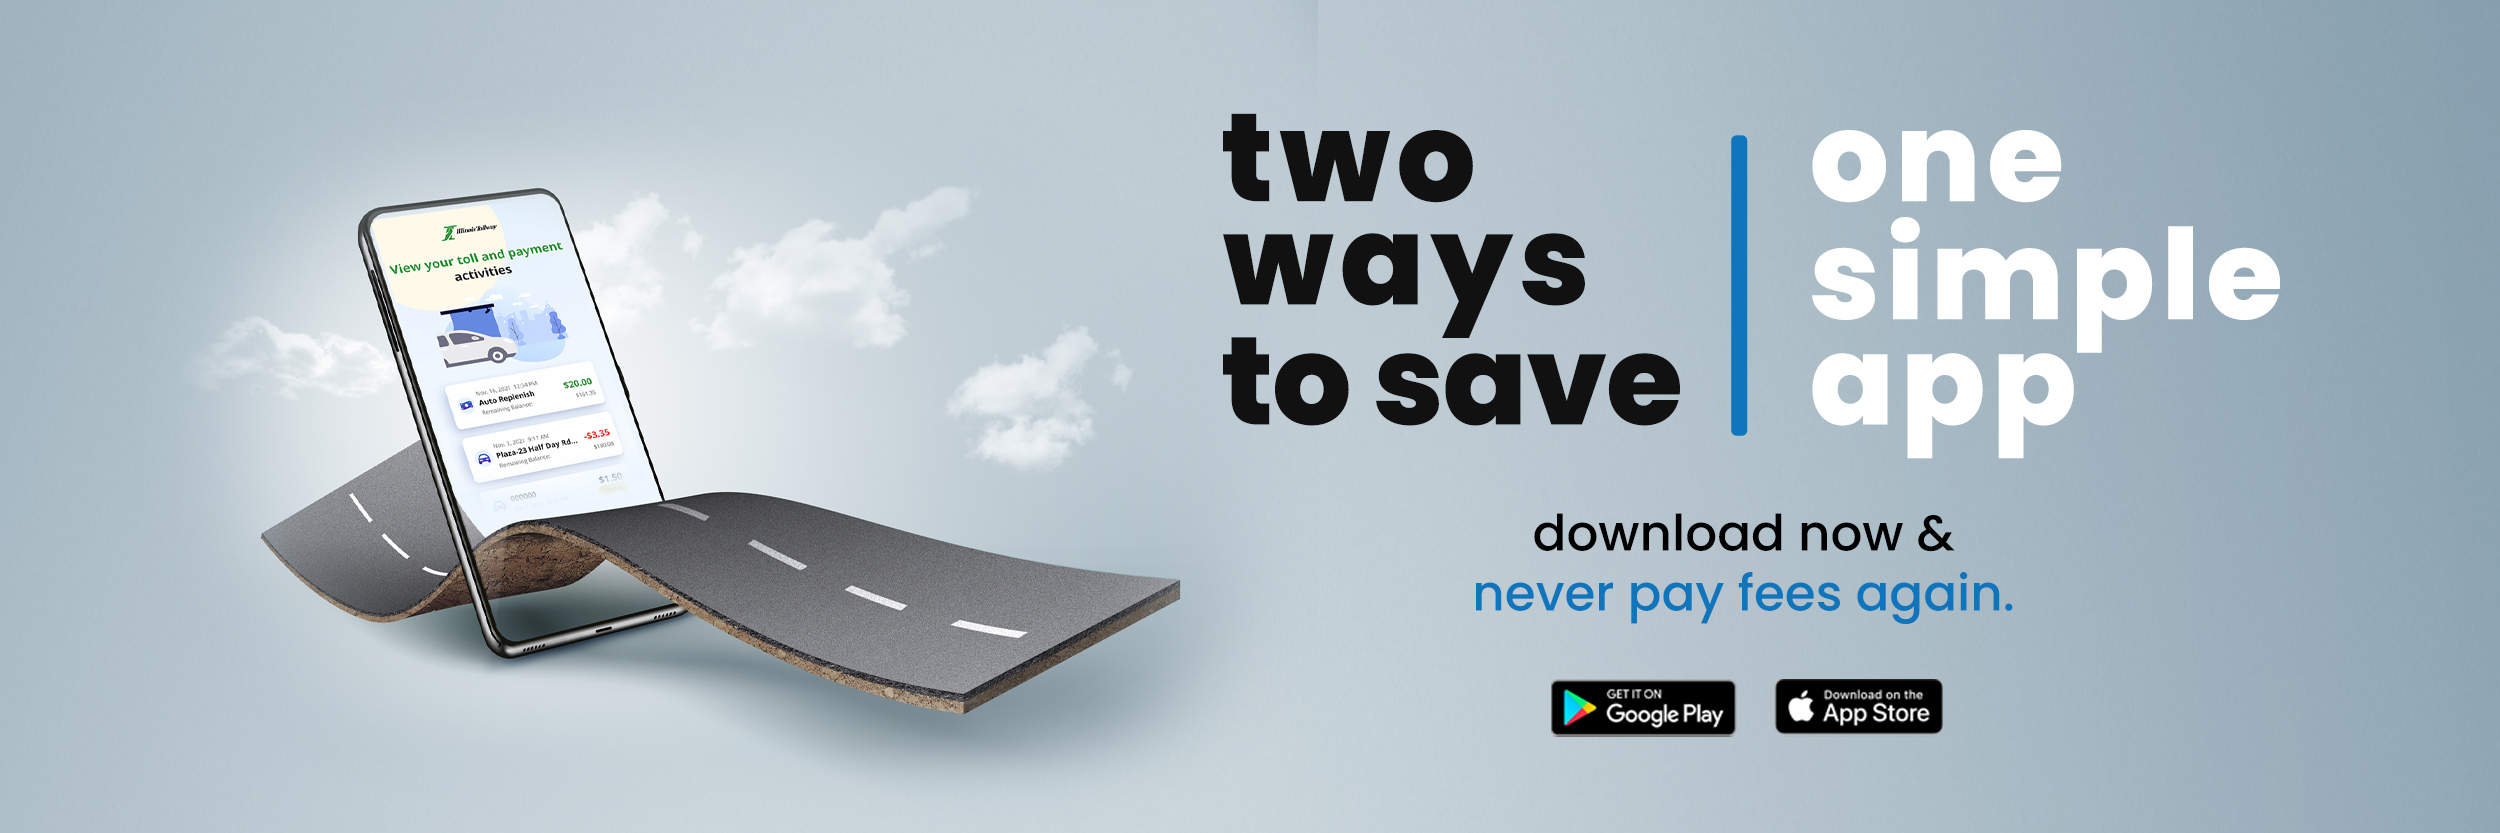 Illinois Tollway
View your toll and payment
activities
Nov. 16, 2021 12:34 PM
Auto Replenish
Remaining Balance:
$20.00
$161.35
Nov. 3, 2021 9:11 AM
Plaza-23 Half Day Rd...
Remaining Balance:
-$3.35
$1.50
two
ways
to save
one
simple
app
download now &
never pay fees again.
GET IT ON
Google Play
Download on the
App Store